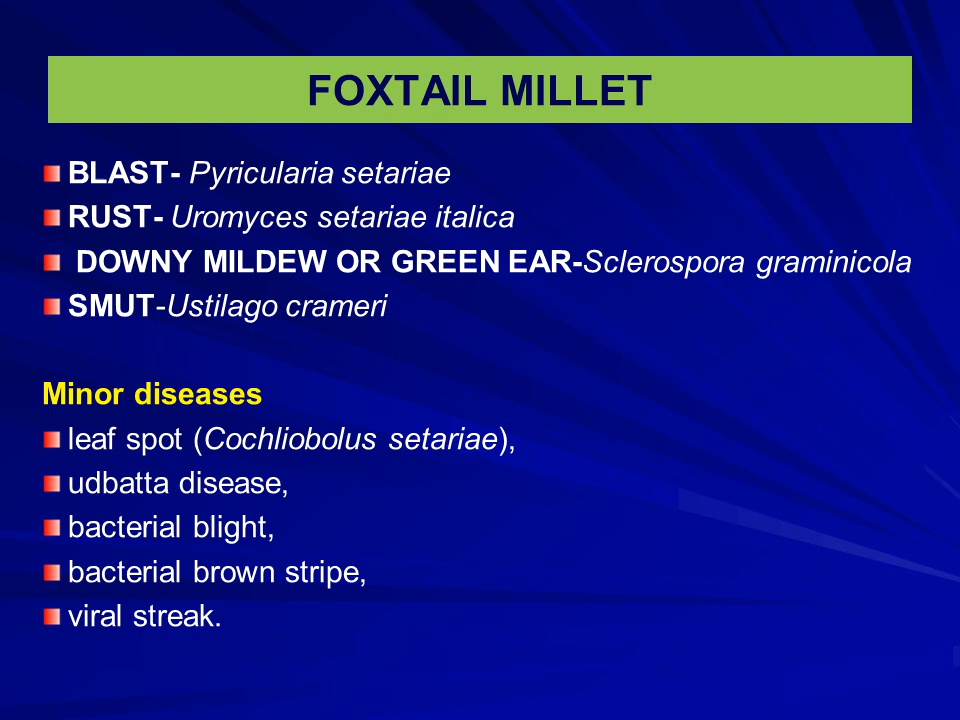 FOXTAIL MILLET
BLAST- Pyricularia setariae
RUST- Uromyces setariae italica
DOWNY MILDEW OR GREEN EAR-Sclerospora graminicola
SMUT-Ustilago crameri
Minor diseases
leaf spot (Cochliobolus setariae),
udbatta disease,
bacterial blight,
bacterial brown stripe,
viral streak.